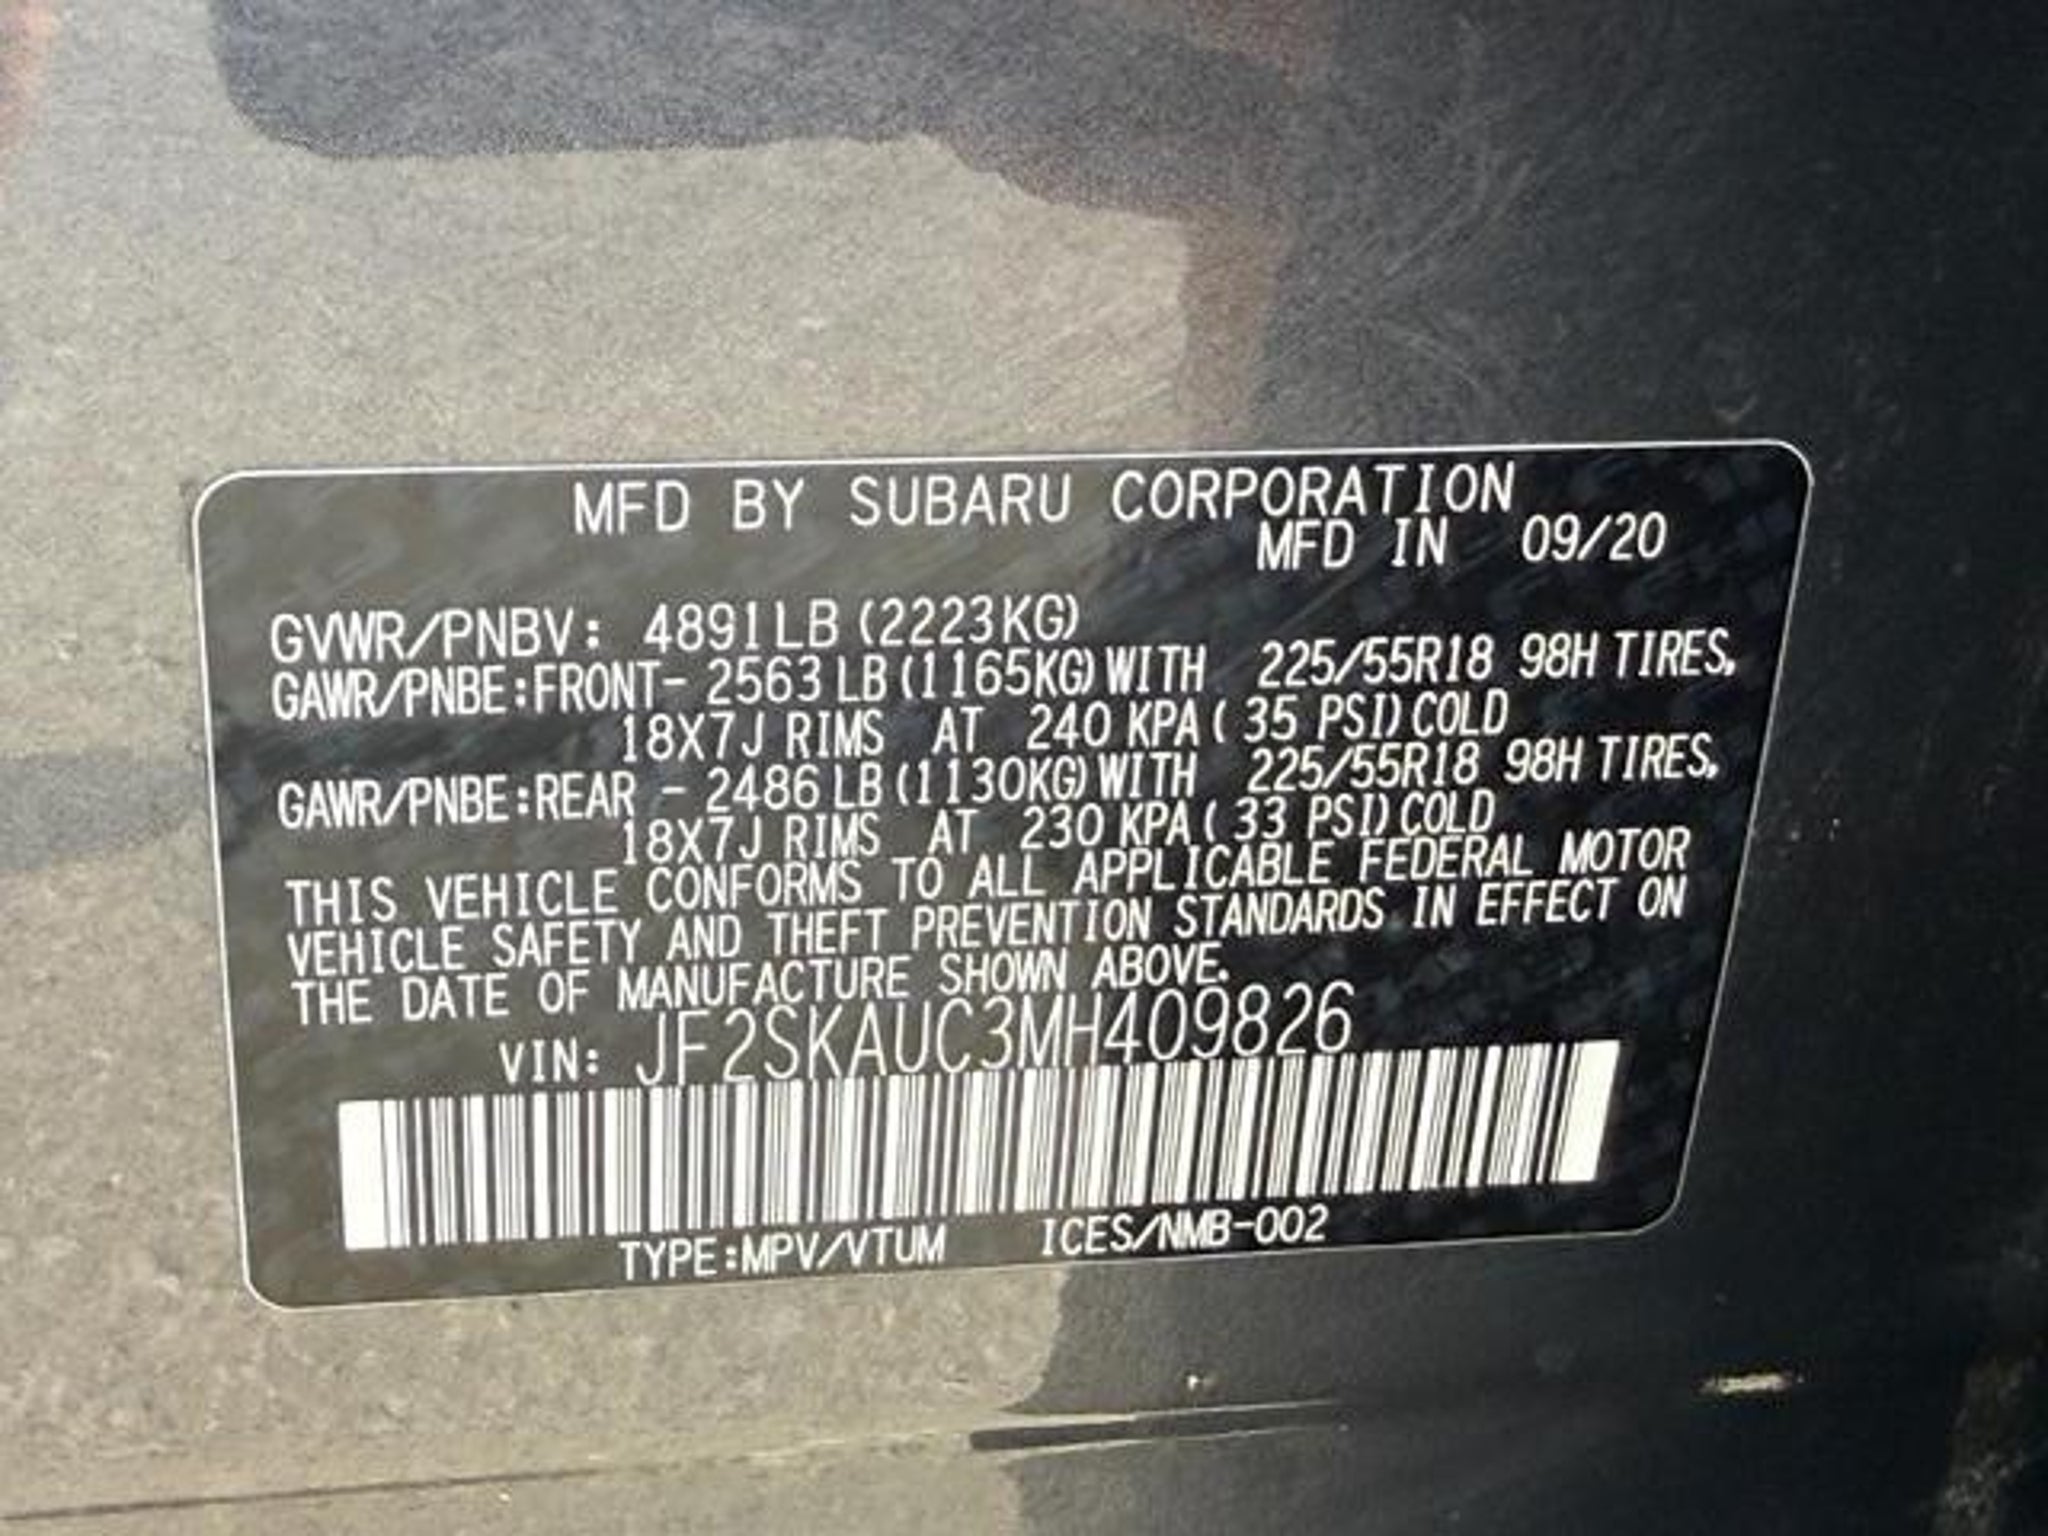 MFD BY SUBARU CORPORATION
MFD IN 09/20
GVWR/PNBV: 4891LB (2223KG)
GAWR/PNBE:FRONT- 2563 LB (1165KG) WITH 225/55R18 98H TIRES,
18X7J RIMS AT 240 KPA ( 35 PSI) COLD
GAWR/PNBE:REAR - 2486 LB (1130KG) WITH 225/55R18 98H TIRES,
18X7J RIMS AT 230 KPA ( 33 PSI) COLD
THIS VEHICLE CONFORMS TO ALL APPLICABLE FEDERAL MOTOR
VEHICLE SAFETY AND THEFT PREVENTION STANDARDS IN EFFECT ON
THE DATE OF MANUFACTURE SHOWN ABOVE.
VIN: JF2SKAUC3MH409826
TYPE:MPV/VTUM ICES/NMB-002